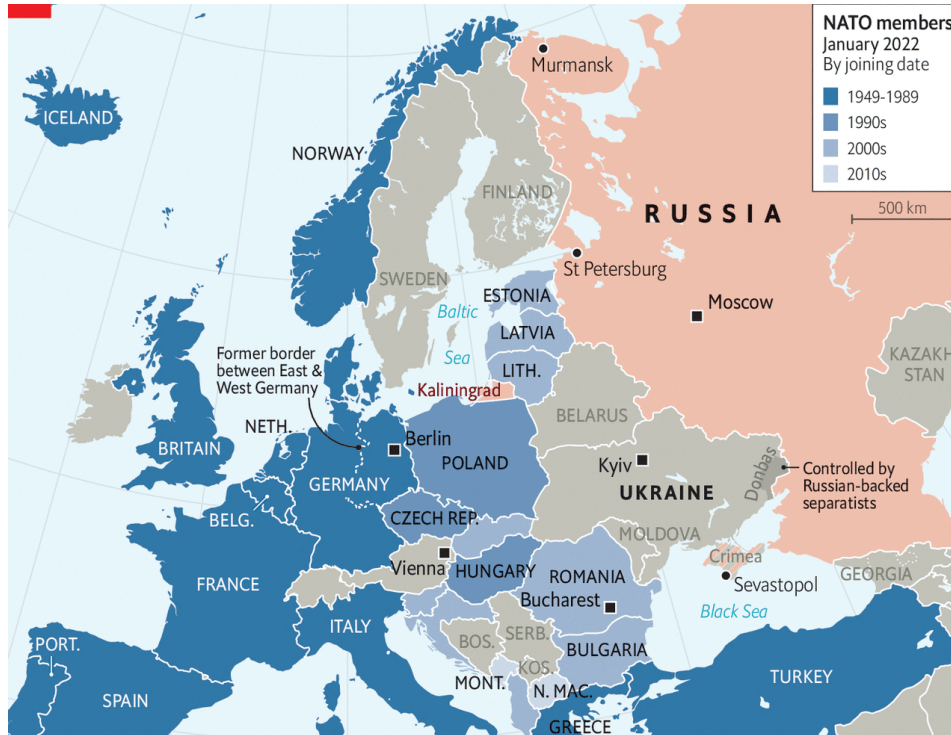 NATO members
January 2022
By joining date
1949-1989
1990s
2000s
2010s
500 km
Murmansk
ICELAND
NORWAY
FINLAND
RUSSIA
SWEDEN
St Petersburg
ESTONIA
Moscow
Baltic
Sea
LATVIA
Former border
between East &
West Germany
LITH.
KAZAKH
STAN
Kaliningrad
BELARUS
NETH.
BRITAIN
Berlin
POLAND
Kyiv
Donbas
Controlled by
Russian-backed
separatists
GERMANY
UKRAINE
BELG.
CZECH REP.
MOLDOVA
Crimea
Vienna
HUNGARY
ROMANIA
GEORGIA
FRANCE
Bucharest
Sevastopol
Black Sea
ITALY
PORT.
BOS.
SERB.
BULGARIA
KOS.
TURKEY
MONT.
N. MAC.
SPAIN
GREECE